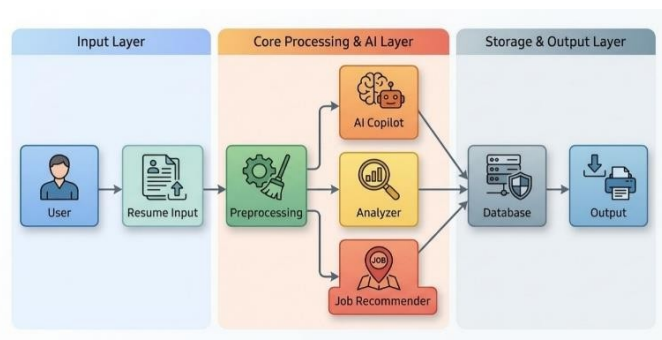 Input Layer
Core Processing & AI Layer
Storage & Output Layer
AI Copilot
User
Resume Input
Preprocessing
Analyzer
Database
Output
JOB
Job Recommender